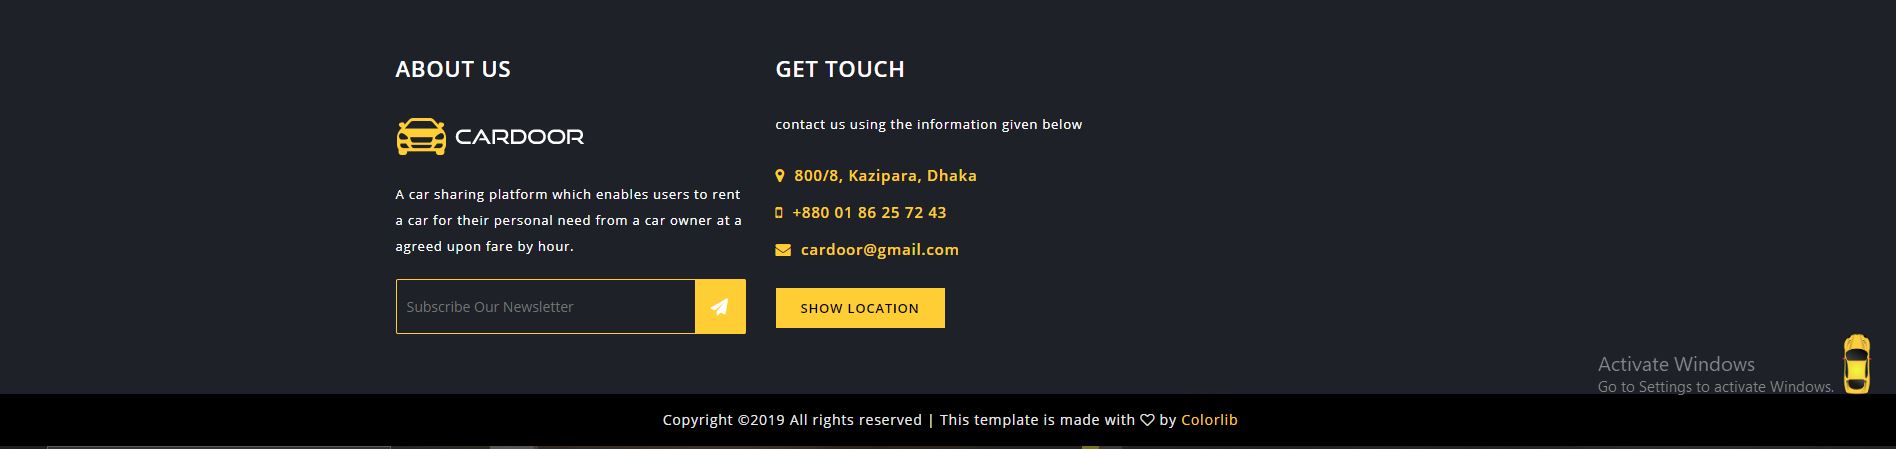 ABOUT US
CARDOOR
A car sharing platform which enables users to rent
a car for their personal need from a car owner at a
agreed upon fare by hour.
Subscribe Our Newsletter
GET TOUCH
contact us using the information given below
800/8, Kazipara, Dhaka
+880 01 86 25 72 43
cardoor@gmail.com
SHOW LOCATION
Activate Windows
Go to Settings to activate Windows.
Copyright ©2019 All rights reserved | This template is made with ♡ by Colorlib